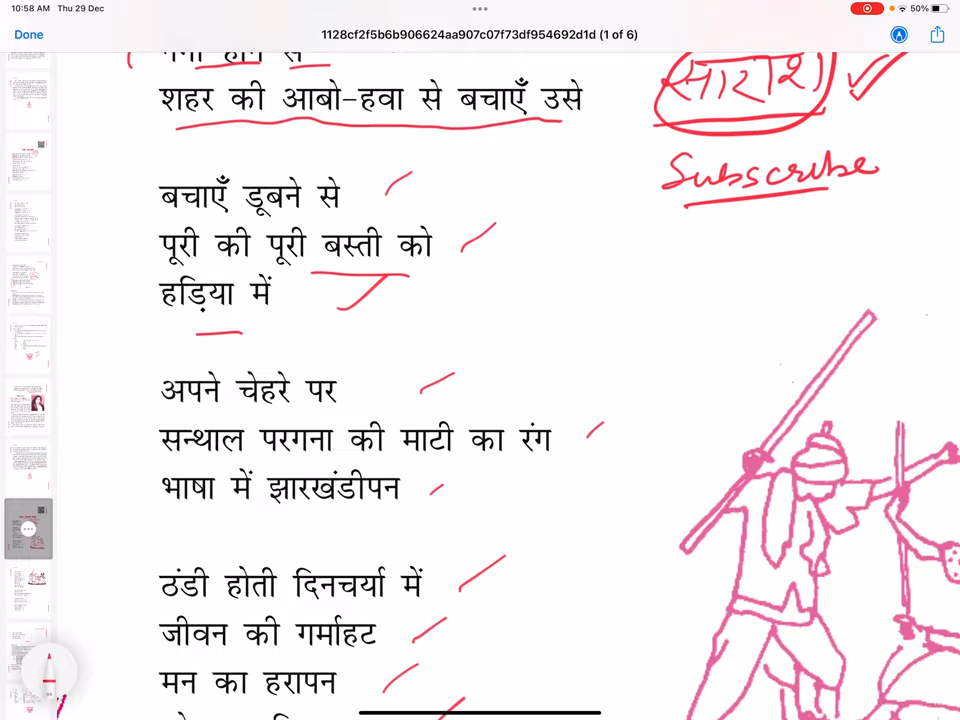 10:58 AM Thu 29 Dec
50%
Done
1128cf2f5b6b906624aa907c07f73df954692d1d (1 of 6)
नंगी होने से
शहर की आबो-हवा से बचाएँ उसे
सारांश
Subscribe
बचाएँ डूबने से
पूरी की पूरी बस्ती को
हड़िया में
अपने चेहरे पर
सन्थाल परगना की माटी का रंग
भाषा में झारखंडीपन
ठंडी होती दिनचर्या में
जीवन की गर्माहट
मन का हरापन